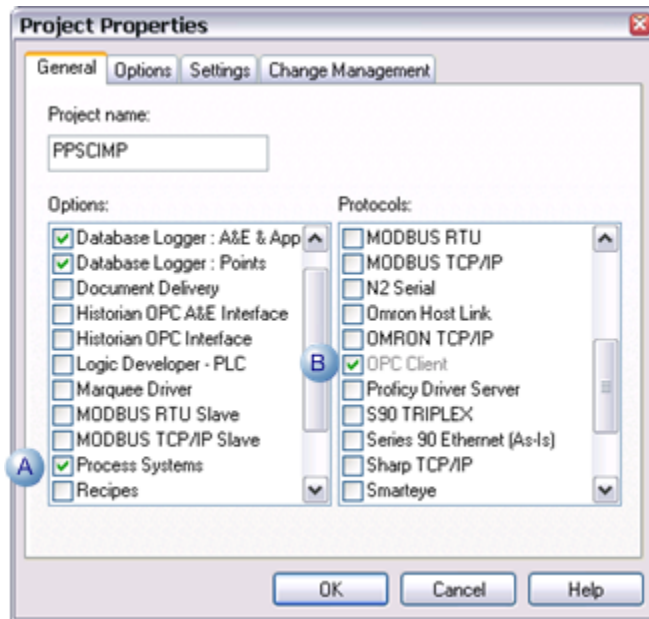 Project Properties
General
Options
Settings
Change Management
Project name:
PPSCIMP
Options:
Database Logger : A&E & App
Database Logger : Points
Document Delivery
Historian OPC A&E Interface
Historian OPC Interface
Logic Developer - PLC
Marquee Driver
MODBUS RTU Slave
MODBUS TCP/IP Slave
A
Process Systems
Recipes
Protocols:
MODBUS RTU
MODBUS TCP/IP
N2 Serial
Omron Host Link
OMRON TCP/IP
B
OPC Client
Proficy Driver Server
S90 TRIPLEX
Series 90 Ethernet (As-Is)
Sharp TCP/IP
Smarteye
OK
Cancel
Help